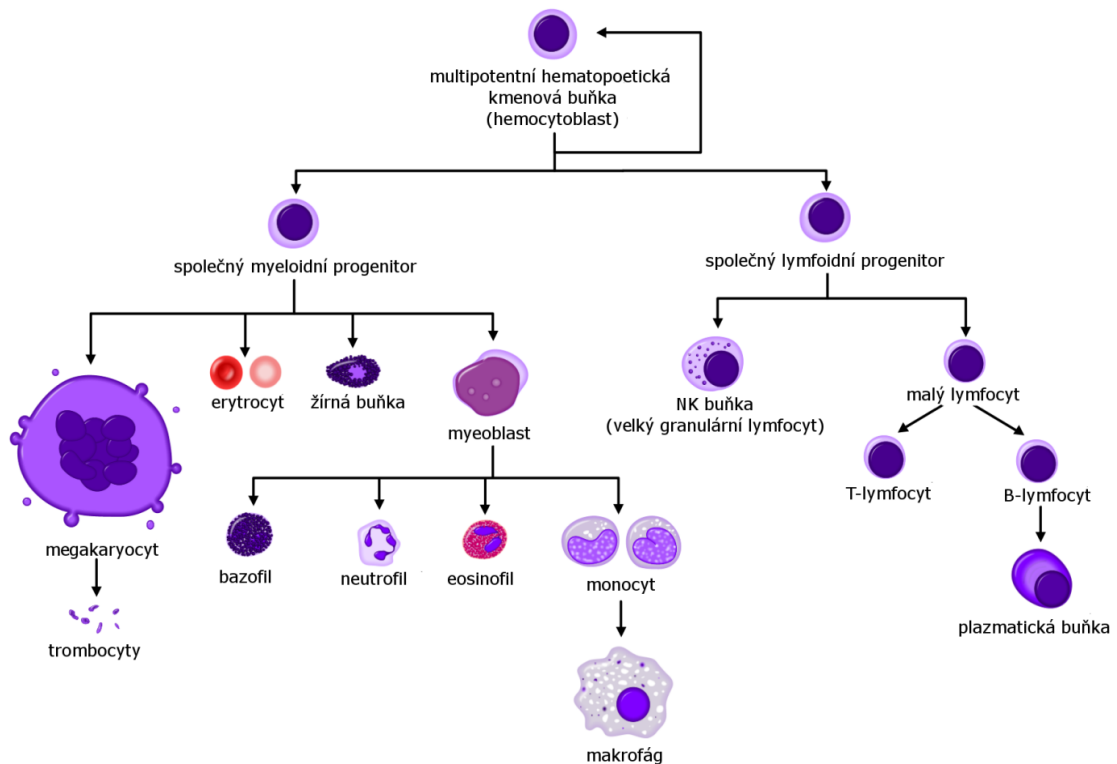 multipotentní hematopoetická
kmenová buňka
(hemocytoblast)
společný myeloidní progenitor
společný lymfoidní progenitor
erytrocyt
žírná buňka
myeoblast
NK buňka
(velký granulární lymfocyt)
malý lymfocyt
T-lymfocyt
B-lymfocyt
megakaryocyt
bazofil
neutrofil
eosinofil
monocyt
plazmatická buňka
trombocyty
makrofág